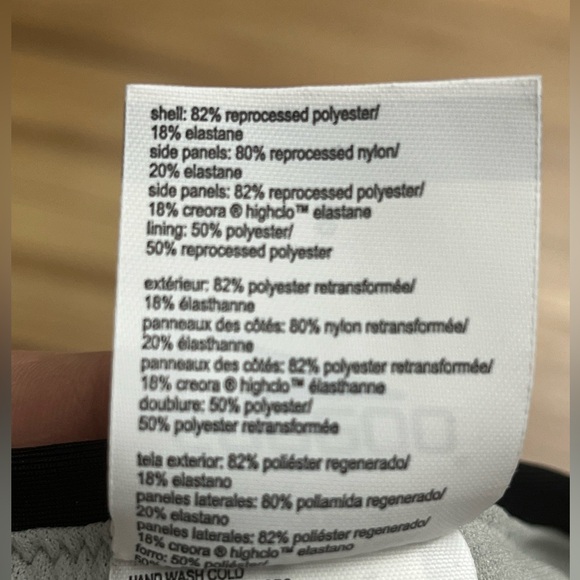 shell: 82% reprocessed polyester/
18% elastane
side panels: 80% reprocessed nylon/
20% elastane
side panels: 82% reprocessed polyester/
18% creora ® highclo™ elastane
lining: 50% polyester/
50% reprocessed polyester
extérieur: 82% polyester retransformée/
18% élasthanne
panneaux des côtés: 80% nylon retransformée/
20% élasthanne
panneaux des côtés: 82% polyester retransformée/
18% creora ® highclo™ élasthanne
doublure: 50% polyester/
50% polyester retransformée
tela exterior: 82% poliéster regenerado/
18% elastano
paneles laterales: 80% poliamida regenerado/
20% elastano
paneles laterales: 82% poliéster regenerado/
18% creora ® highclo™ elastano
forro: 50% poliéster/
HAND WASH COLD